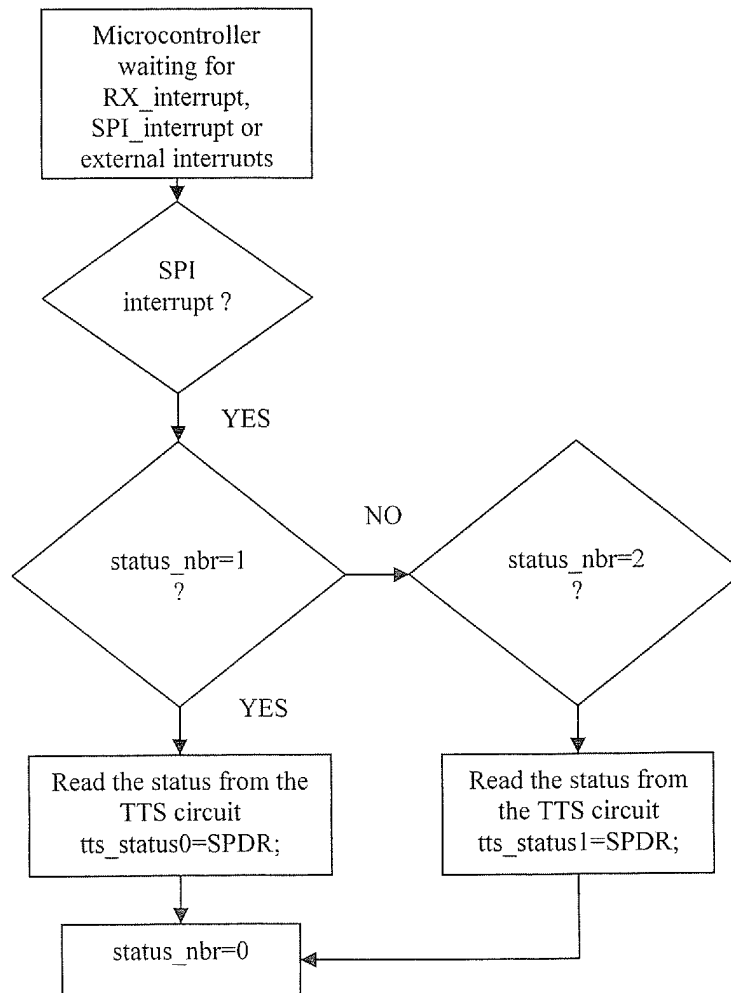 Microcontroller
waiting for
RX_interrupt,
SPI_interrupt or
external interrupts
SPI
interrupt ?
YES
status_nbr=1
?
NO
status_nbr=2
?
YES
Read the status from the
TTS circuit
tts_status0=SPDR;
Read the status from
the TTS circuit
tts_status1=SPDR;
status_nbr=0